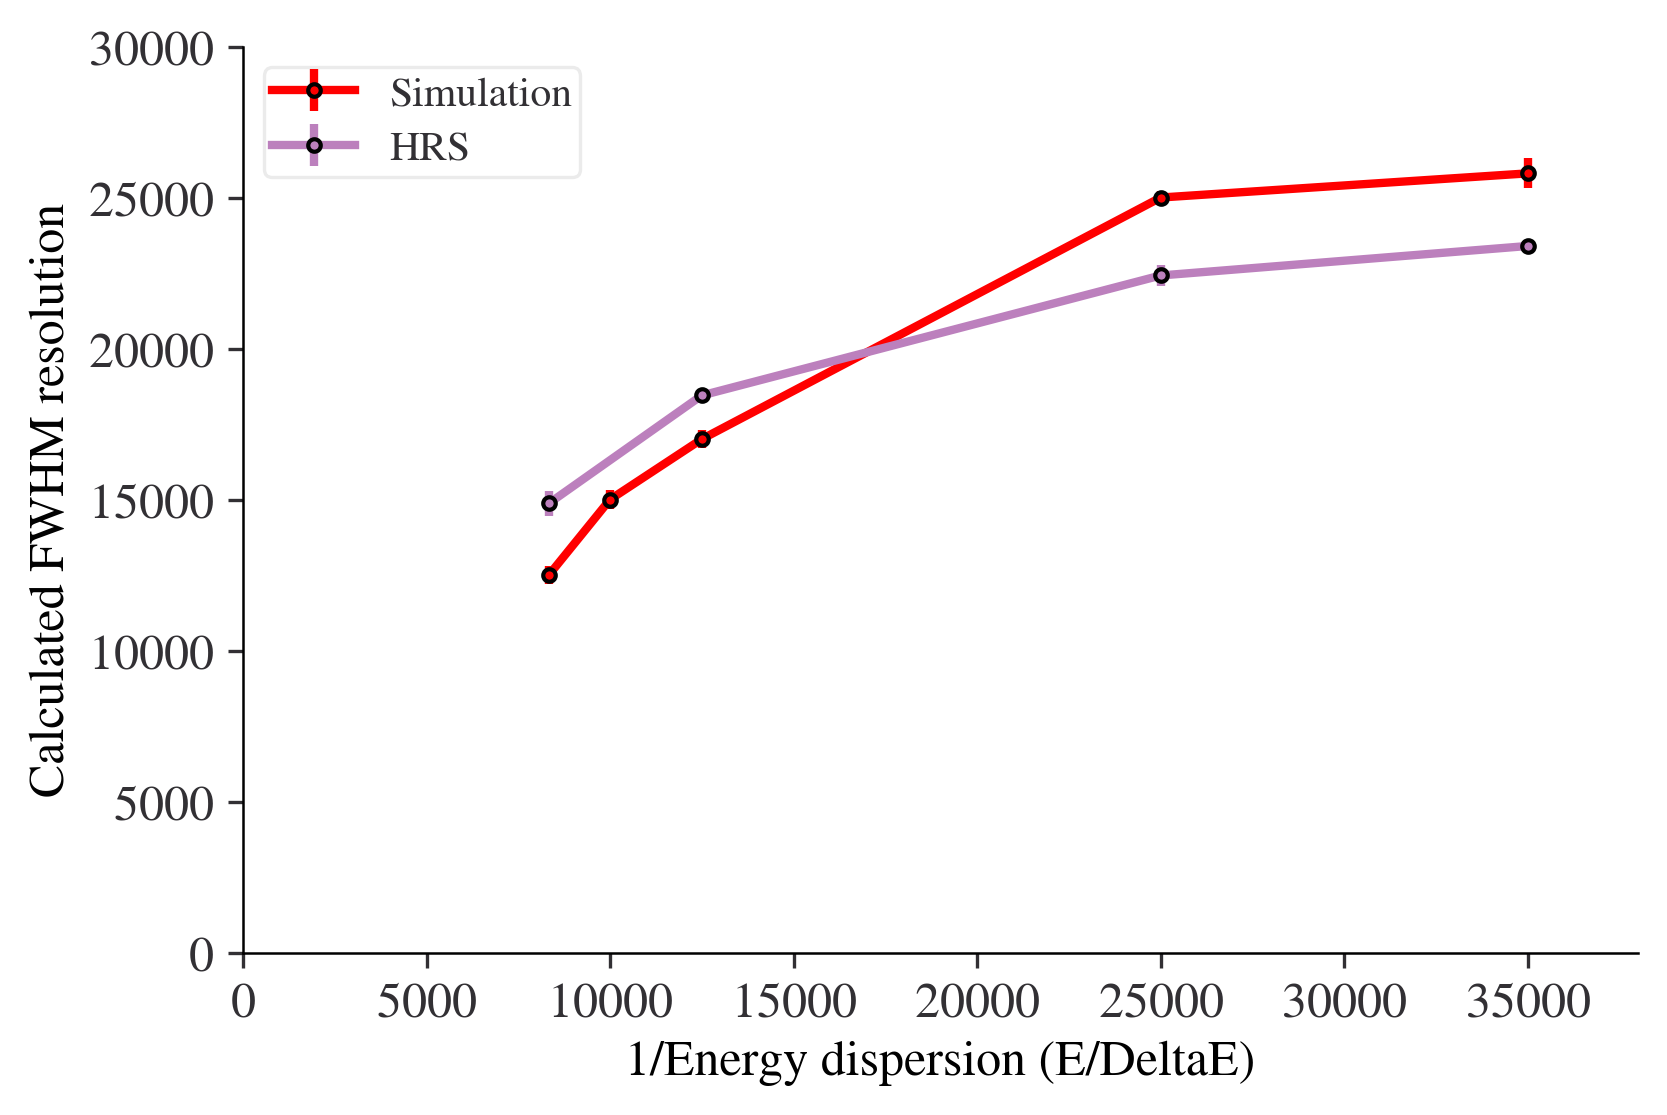 30000
25000
20000
15000
10000
5000
0
Calculated FWHM resolution
Simulation
HRS
0 5000 10000 15000 20000 25000 30000 35000
1/Energy dispersion (E/DeltaE)